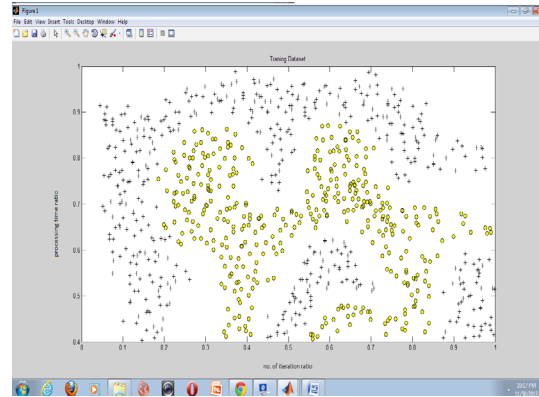 Figure 1
File Edit View Insert Tools Desktop Window Help
Traning Dataset
1
0.9
0.8
0.7
0.6
0.5
0.4
processing time ratio
0 0.1 0.2 0.3 0.4 0.5 0.6 0.7 0.8 0.9 1
no. of iteration ratio